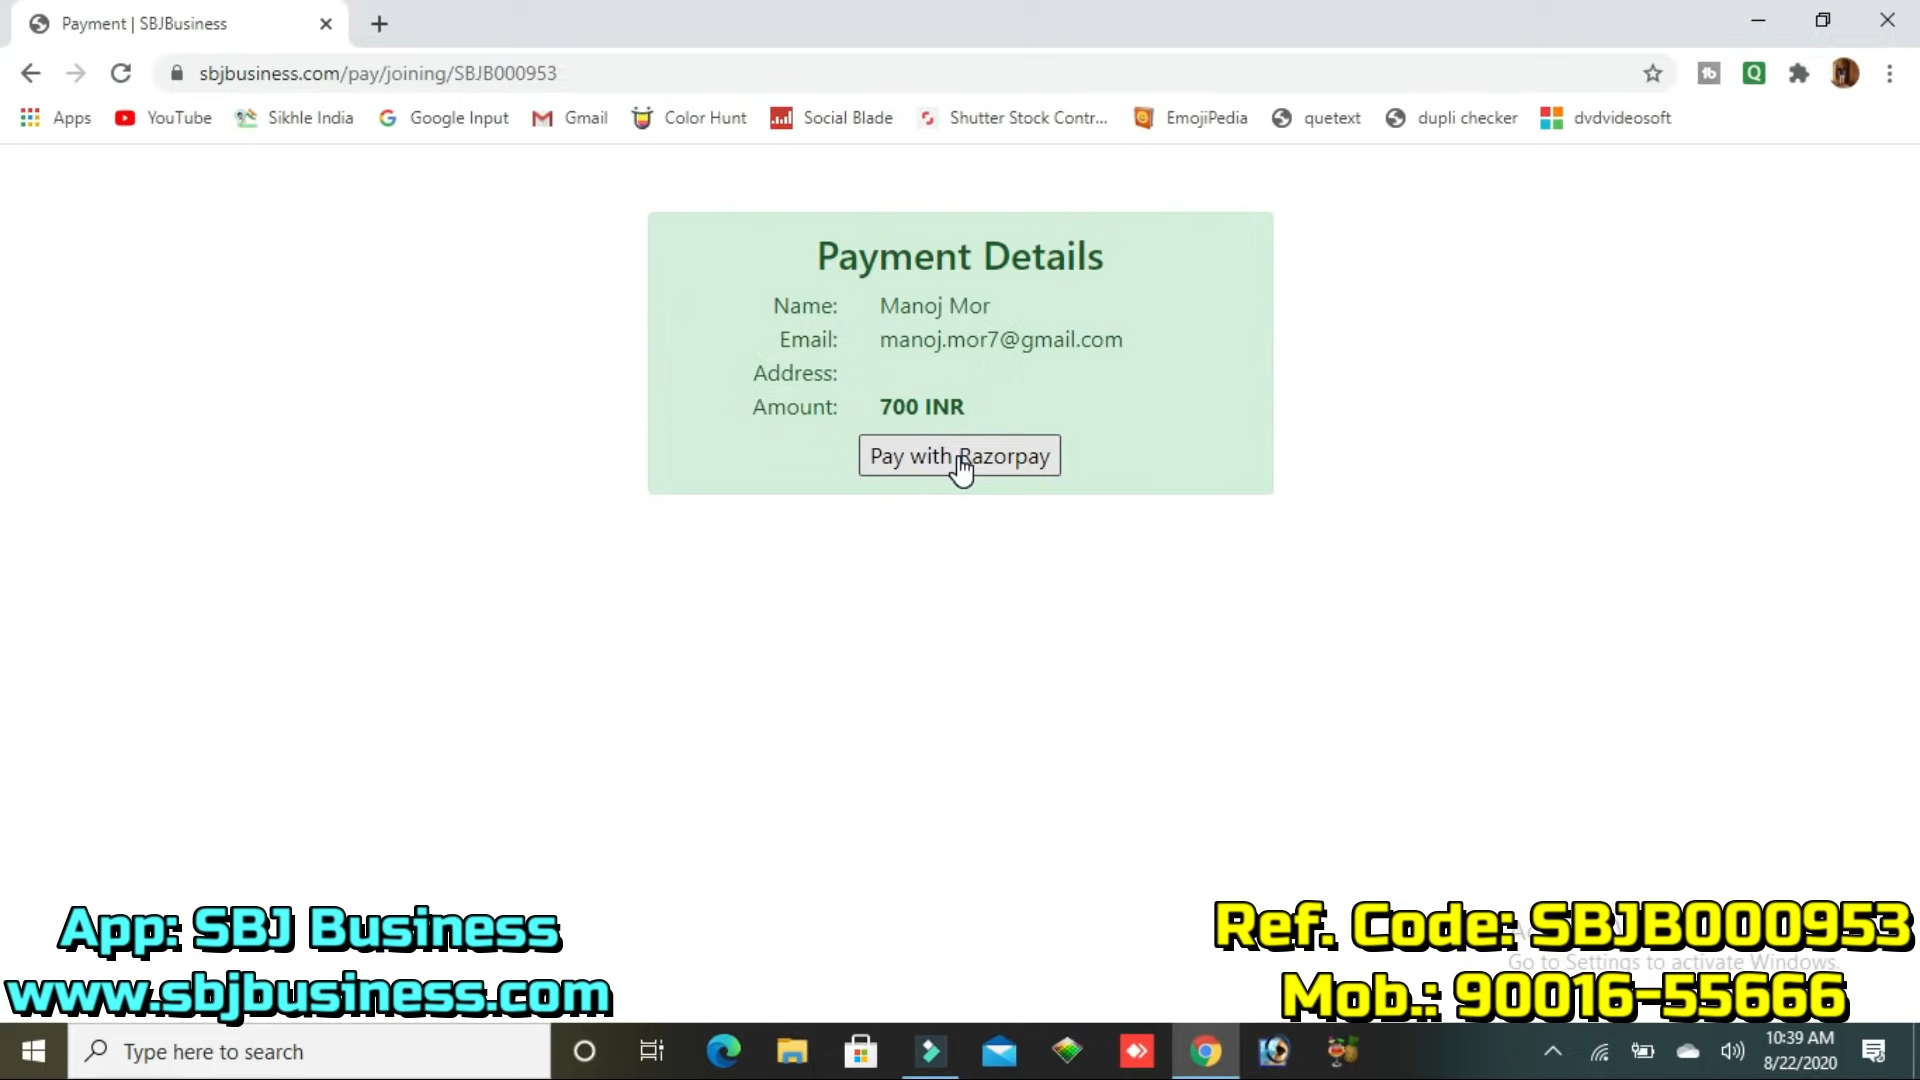 Payment | SBJBusiness
sbjbusiness.com/pay/joining/SBJB000953
Apps YouTube Sikhle India Google Input Gmail Color Hunt Social Blade Shutter Stock Contr... EmojiPedia quetext dupli checker dvdvideosoft
Payment Details
Name: Manoj Mor
Email: manoj.mor7@gmail.com
Address:
Amount: 700 INR
Pay with Razorpay
App: SBJ Business
www.sbjbusiness.com
Ref. Code: SBJB000953
Go to Settings to activate Windows.
Mob.: 90016-55666
Type here to search
10:39 AM
8/22/2020